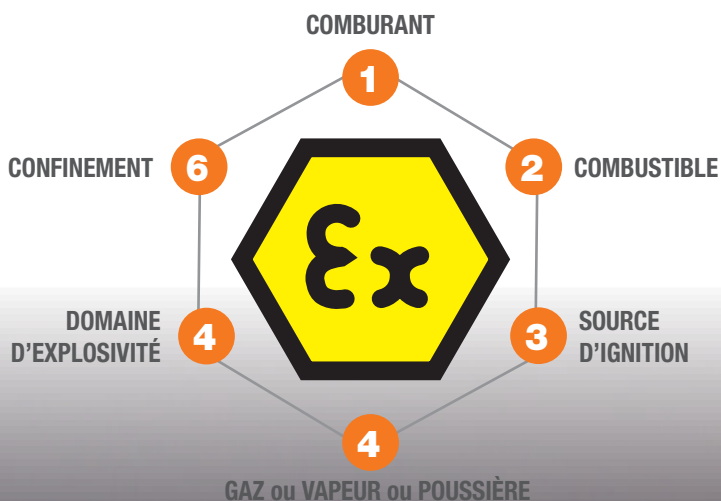 COMBURANT
1
CONFINEMENT
6
2
COMBUSTIBLE
Ex
DOMAINE
D'EXPLOSIVITÉ
4
3
SOURCE
D'IGNITION
4
GAZ ou VAPEUR ou POUSSIÈRE